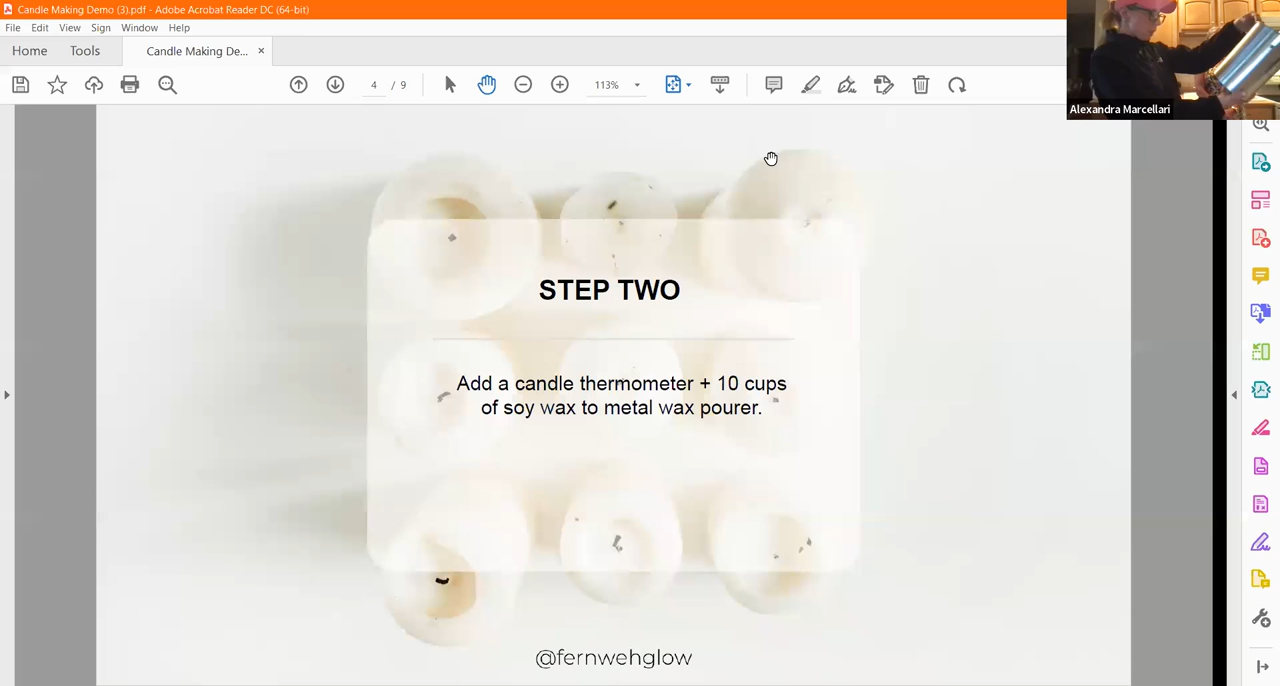 Candle Making Demo (3).pdf - Adobe Acrobat Reader DC (64-bit)
File Edit View Sign Window Help
Home Tools Candle Making De... ×
4 / 9 113%
Alexandra Marcellari
STEP TWO
Add a candle thermometer + 10 cups
of soy wax to metal wax pourer.
@fernwehglow